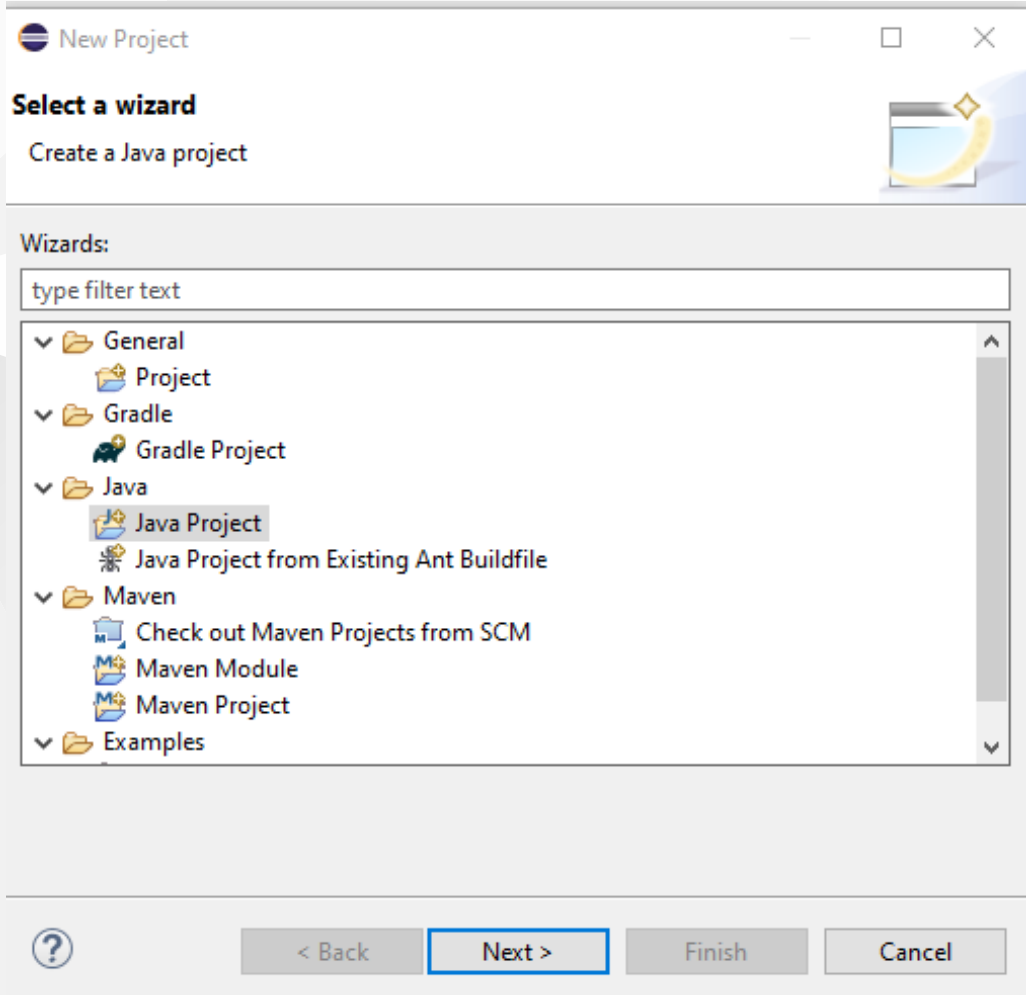 New Project
Select a wizard
Create a Java project
Wizards:
type filter text
General
Project
Gradle
Gradle Project
Java
Java Project
Java Project from Existing Ant Buildfile
Maven
Check out Maven Projects from SCM
Maven Module
Maven Project
Examples
? < Back Next > Finish Cancel